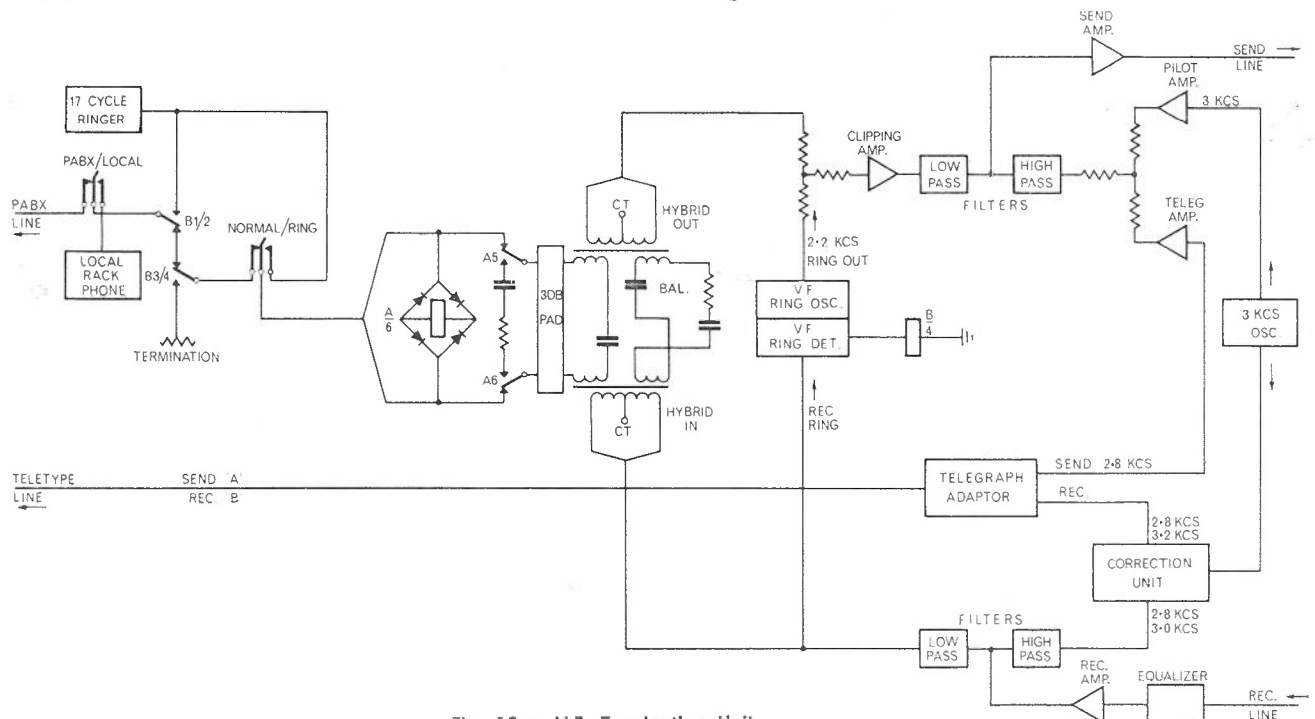 SEND
AMP.
SEND
LINE
PILOT
AMP.
3 KCS
17 CYCLE
RINGER
CLIPPING
AMP.
PABX/LOCAL
LOW
PASS
HIGH
PASS
FILTERS
CT
HYBRID
OUT
TELEG
AMP.
PABX
LINE
B1/2
NORMAL/RING
LOCAL
RACK
PHONE
B3/4
2·2 KCS
RING OUT
A5
3DB
PAD
BAL.
A
6
VF
RING OSC.
VF
RING DET.
B
4
3 KCS
OSC.
TERMINATION
A6
HYBRID
IN
CT
REC
RING
TELETYPE
LINE
SEND 'A'
REC. 'B'
TELEGRAPH
ADAPTOR
SEND 2·8 KCS
REC.
2·8 KCS
3·2 KCS
CORRECTION
UNIT
2·8 KCS
3·0 KCS
FILTERS
LOW
PASS
HIGH
PASS
REC.
AMP.
EQUALIZER
REC.
LINE